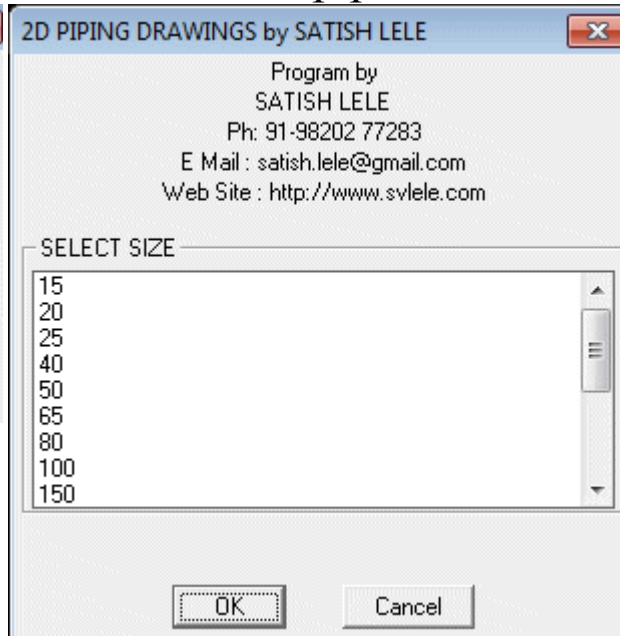 2D PIPING DRAWINGS by SATISH LELE
Program by
SATISH LELE
Ph: 91-98202 77283
E Mail : satish.lele@gmail.com
Web Site : http://www.svlele.com
SELECT SIZE
15
20
25
40
50
65
80
100
150
OK
Cancel